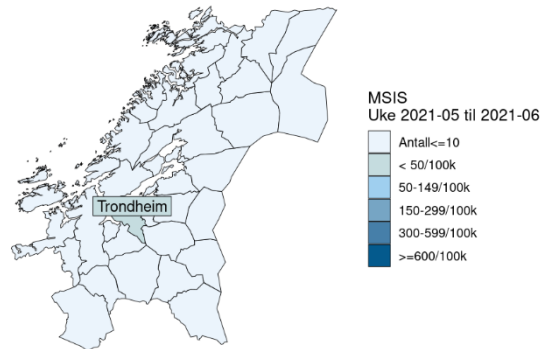 Trondheim
MSIS
Uke 2021-05 til 2021-06
Antall<=10
< 50/100k
50-149/100k
150-299/100k
300-599/100k
>=600/100k